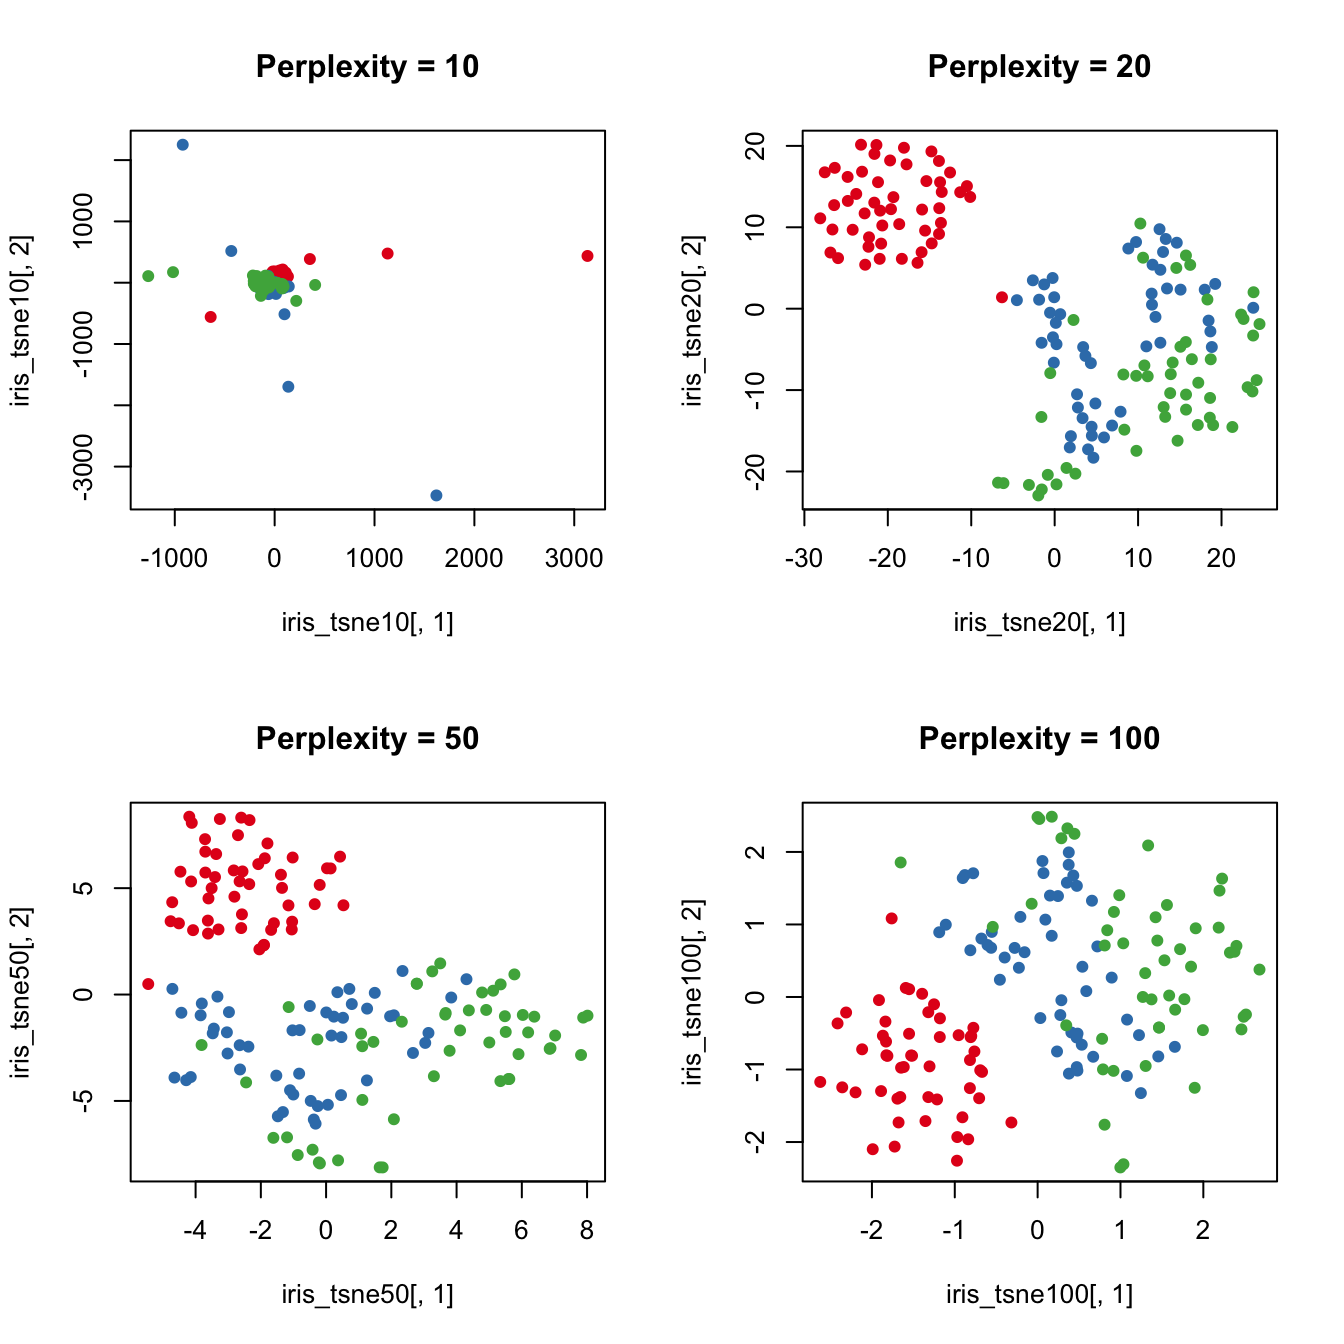 Perplexity = 10
iris_tsne10[, 2]
1000
-1000
-3000
-1000 0 1000 2000 3000
iris_tsne10[, 1]
Perplexity = 20
iris_tsne20[, 2]
20
10
0
-10
-20
-30 -20 -10 0 10 20
iris_tsne20[, 1]
Perplexity = 50
iris_tsne50[, 2]
5
0
-5
-4 -2 0 2 4 6 8
iris_tsne50[, 1]
Perplexity = 100
iris_tsne100[, 2]
2
1
0
-1
-2
-2 -1 0 1 2
iris_tsne100[, 1]